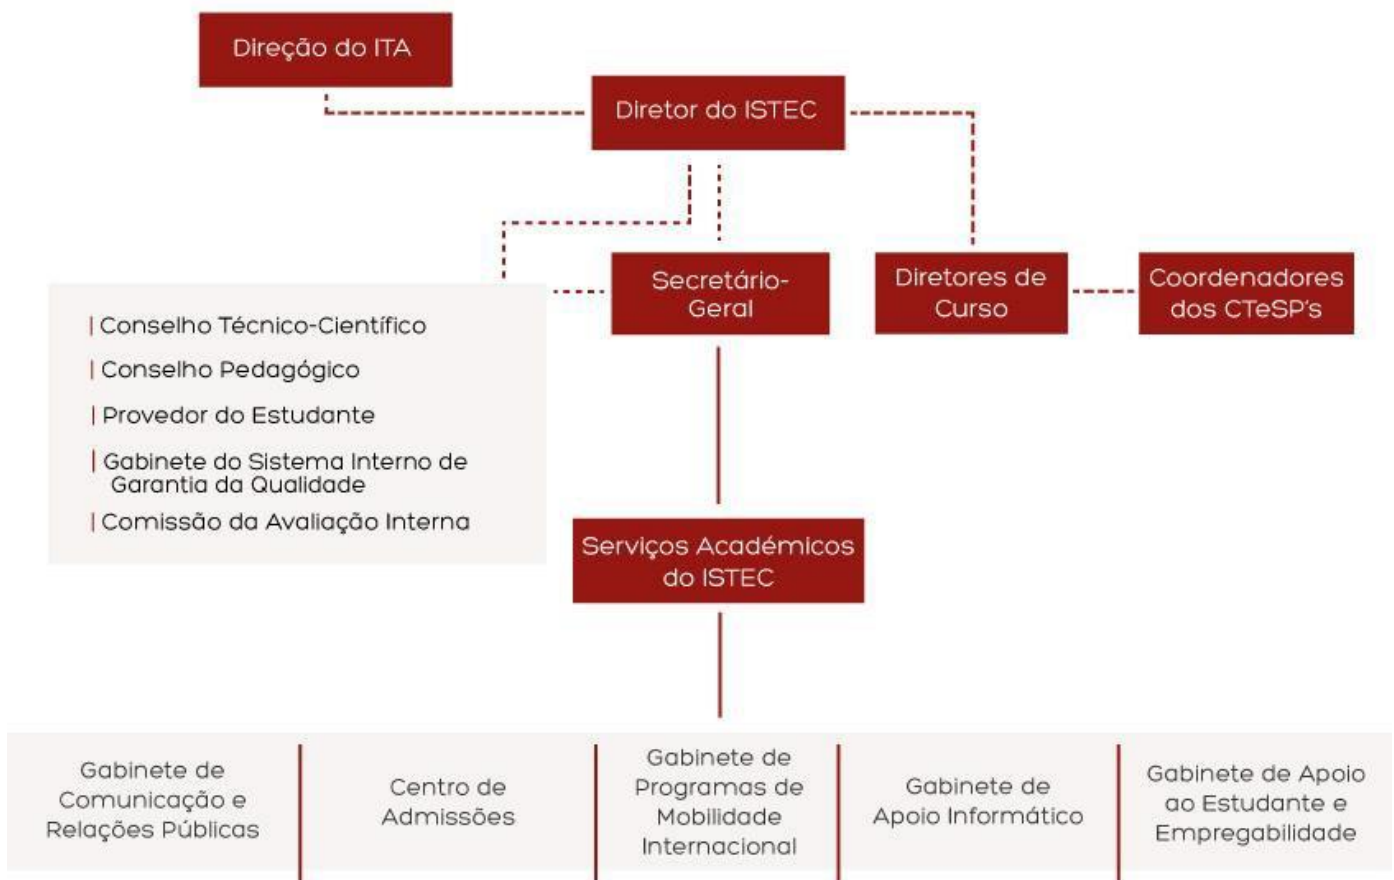 Direção do ITA
Diretor do ISTEC
Secretário-
Geral
Diretores de
Curso
Coordenadores
dos CTeSP's
| Conselho Técnico-Científico
| Conselho Pedagógico
| Provedor do Estudante
| Gabinete do Sistema Interno de
Garantia da Qualidade
| Comissão da Avaliação Interna
Serviços Académicos
do ISTEC
Gabinete de
Comunicação e
Relações Públicas
Centro de
Admissões
Gabinete de
Programas de
Mobilidade
Internacional
Gabinete de
Apoio Informático
Gabinete de Apoio
ao Estudante e
Empregabilidade